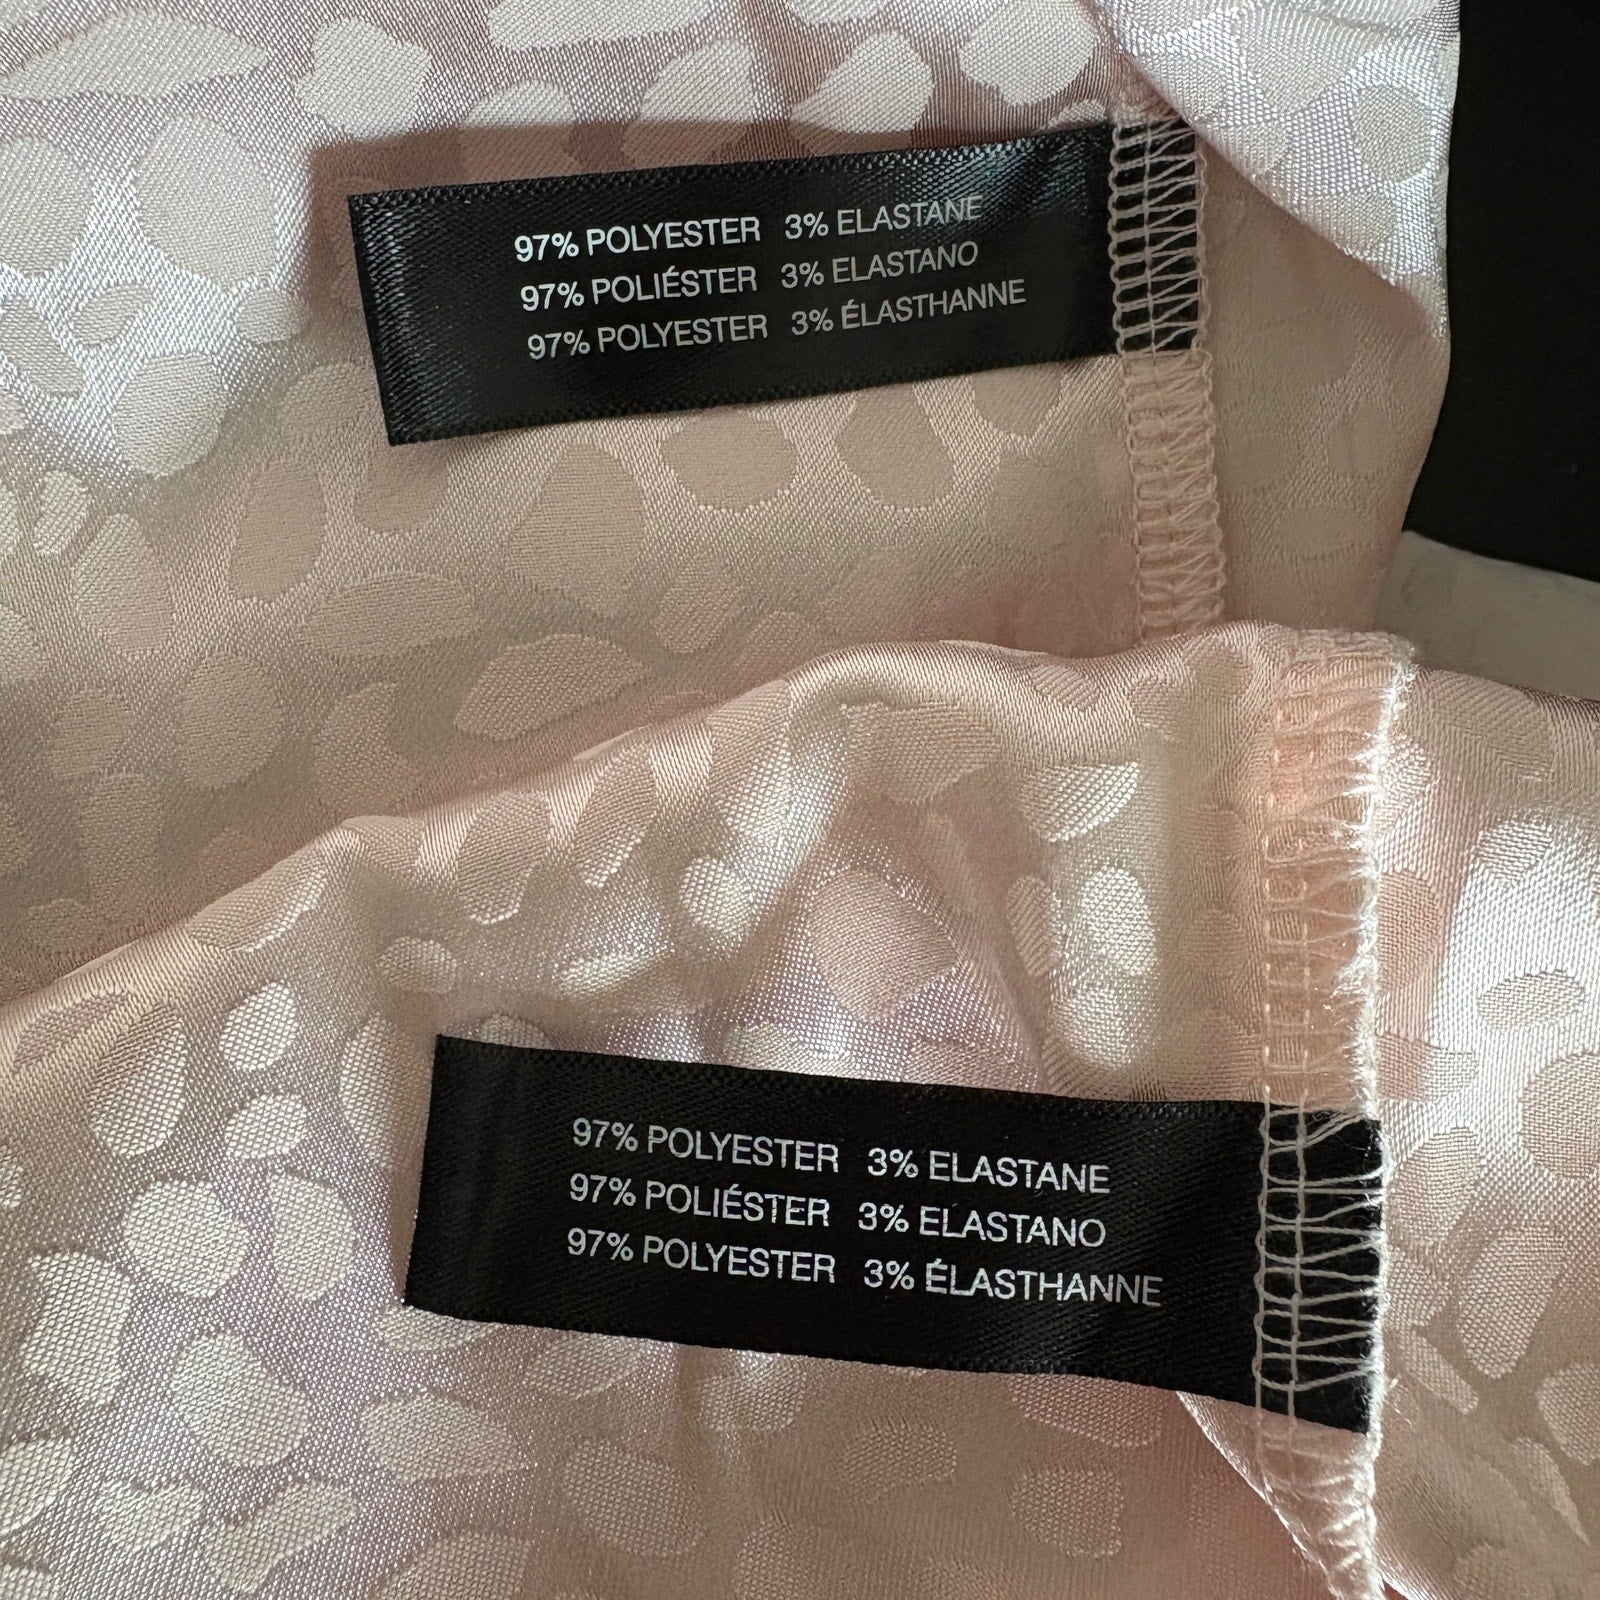 97% POLYESTER 3% ELASTANE
97% POLIÉSTER 3% ELASTANO
97% POLYESTER 3% ÉLASTHANNE
97% POLYESTER 3% ELASTANE
97% POLIÉSTER 3% ELASTANO
97% POLYESTER 3% ÉLASTHANNE